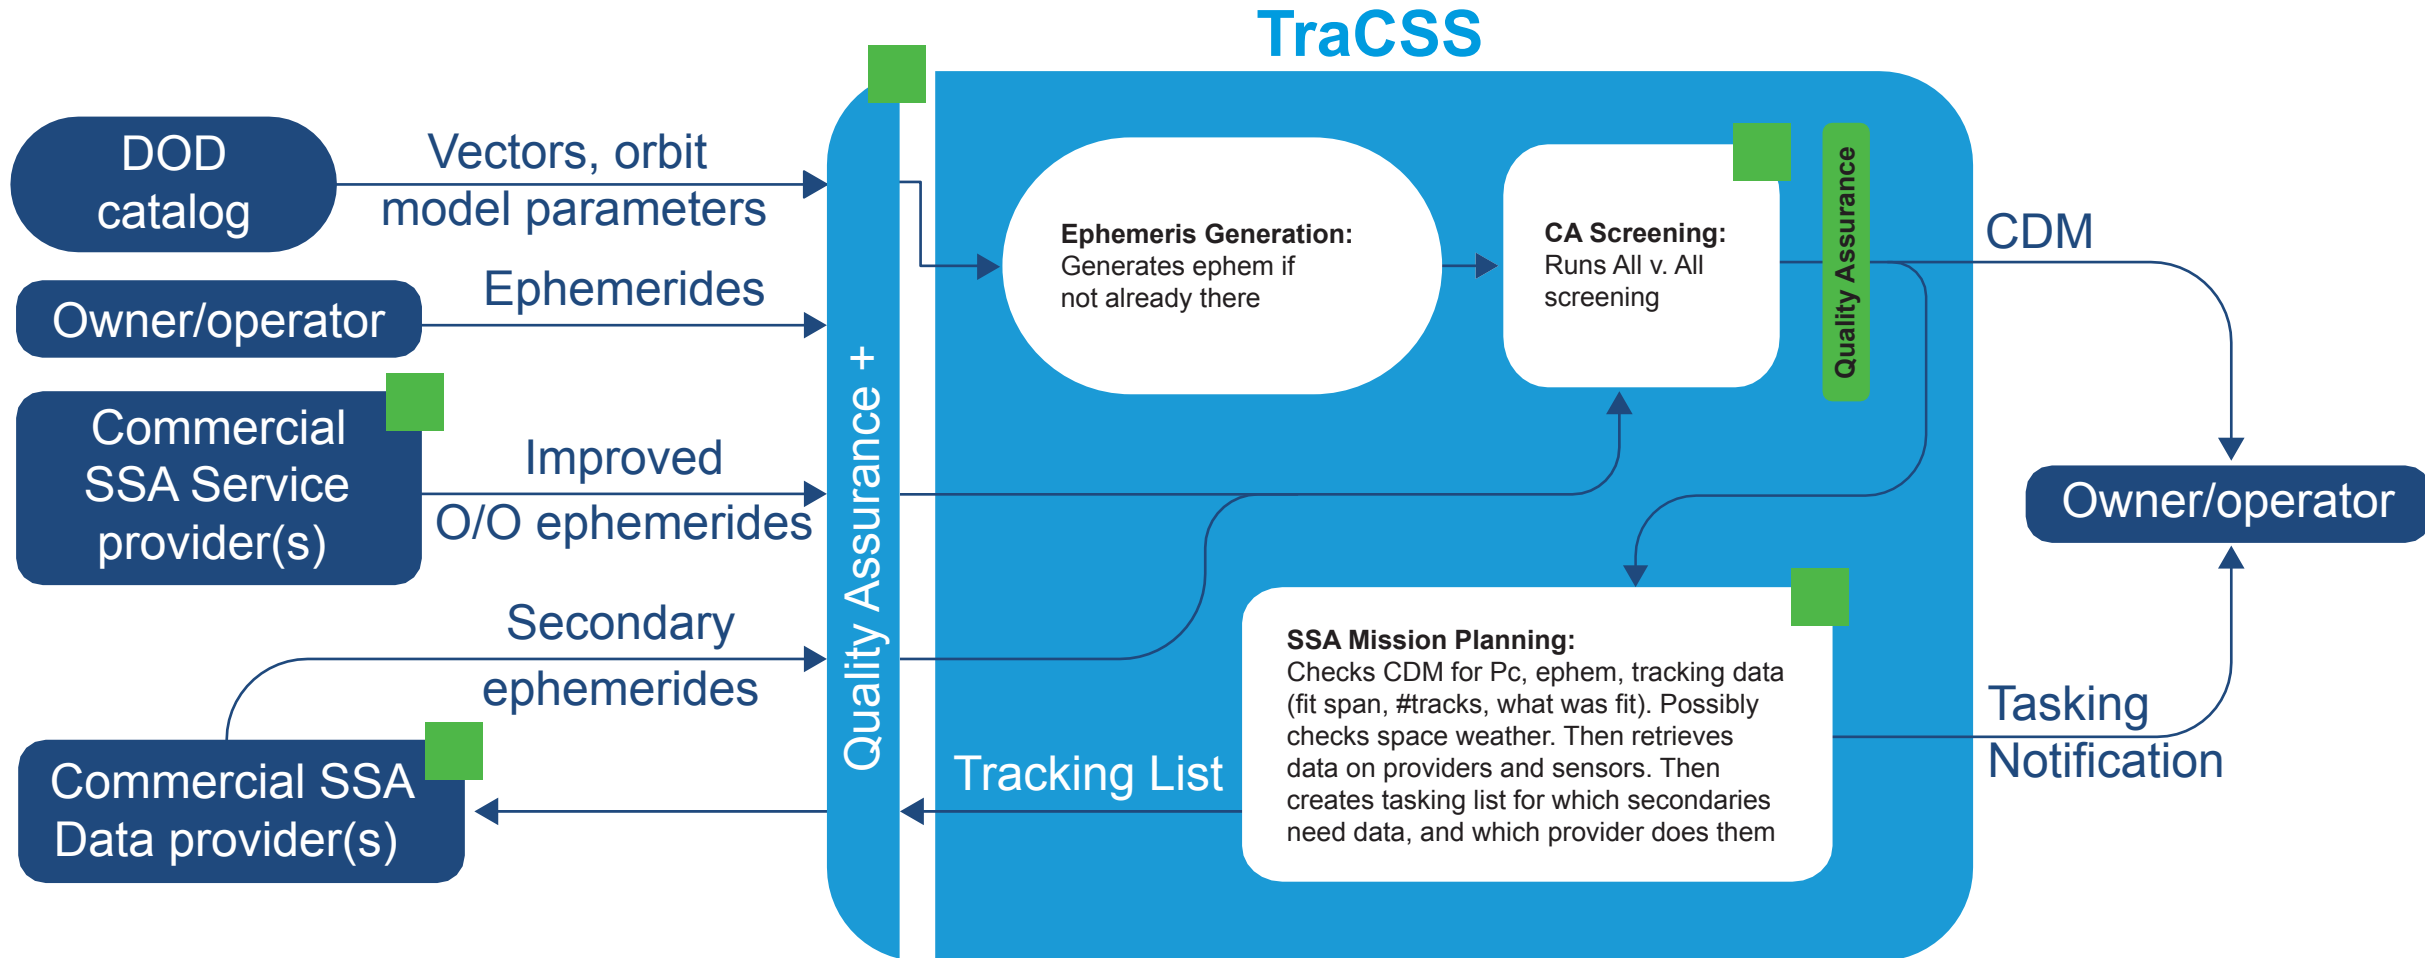 TraCSS
DOD
catalog
Vectors, orbit
model parameters
Owner/operator
Ephemerides
Commercial
SSA Service
provider(s)
Improved
O/O ephemerides
Secondary
ephemerides
Commercial SSA
Data provider(s)
Quality Assurance +
Ephemeris Generation:
Generates ephem if
not already there
CA Screening:
Runs All v. All
screening
Quality Assurance
CDM
Owner/operator
SSA Mission Planning:
Checks CDM for Pc, ephem, tracking data
(fit span, #tracks, what was fit). Possibly
checks space weather. Then retrieves
data on providers and sensors. Then
creates tasking list for which secondaries
need data, and which provider does them
Tracking List
Tasking
Notification